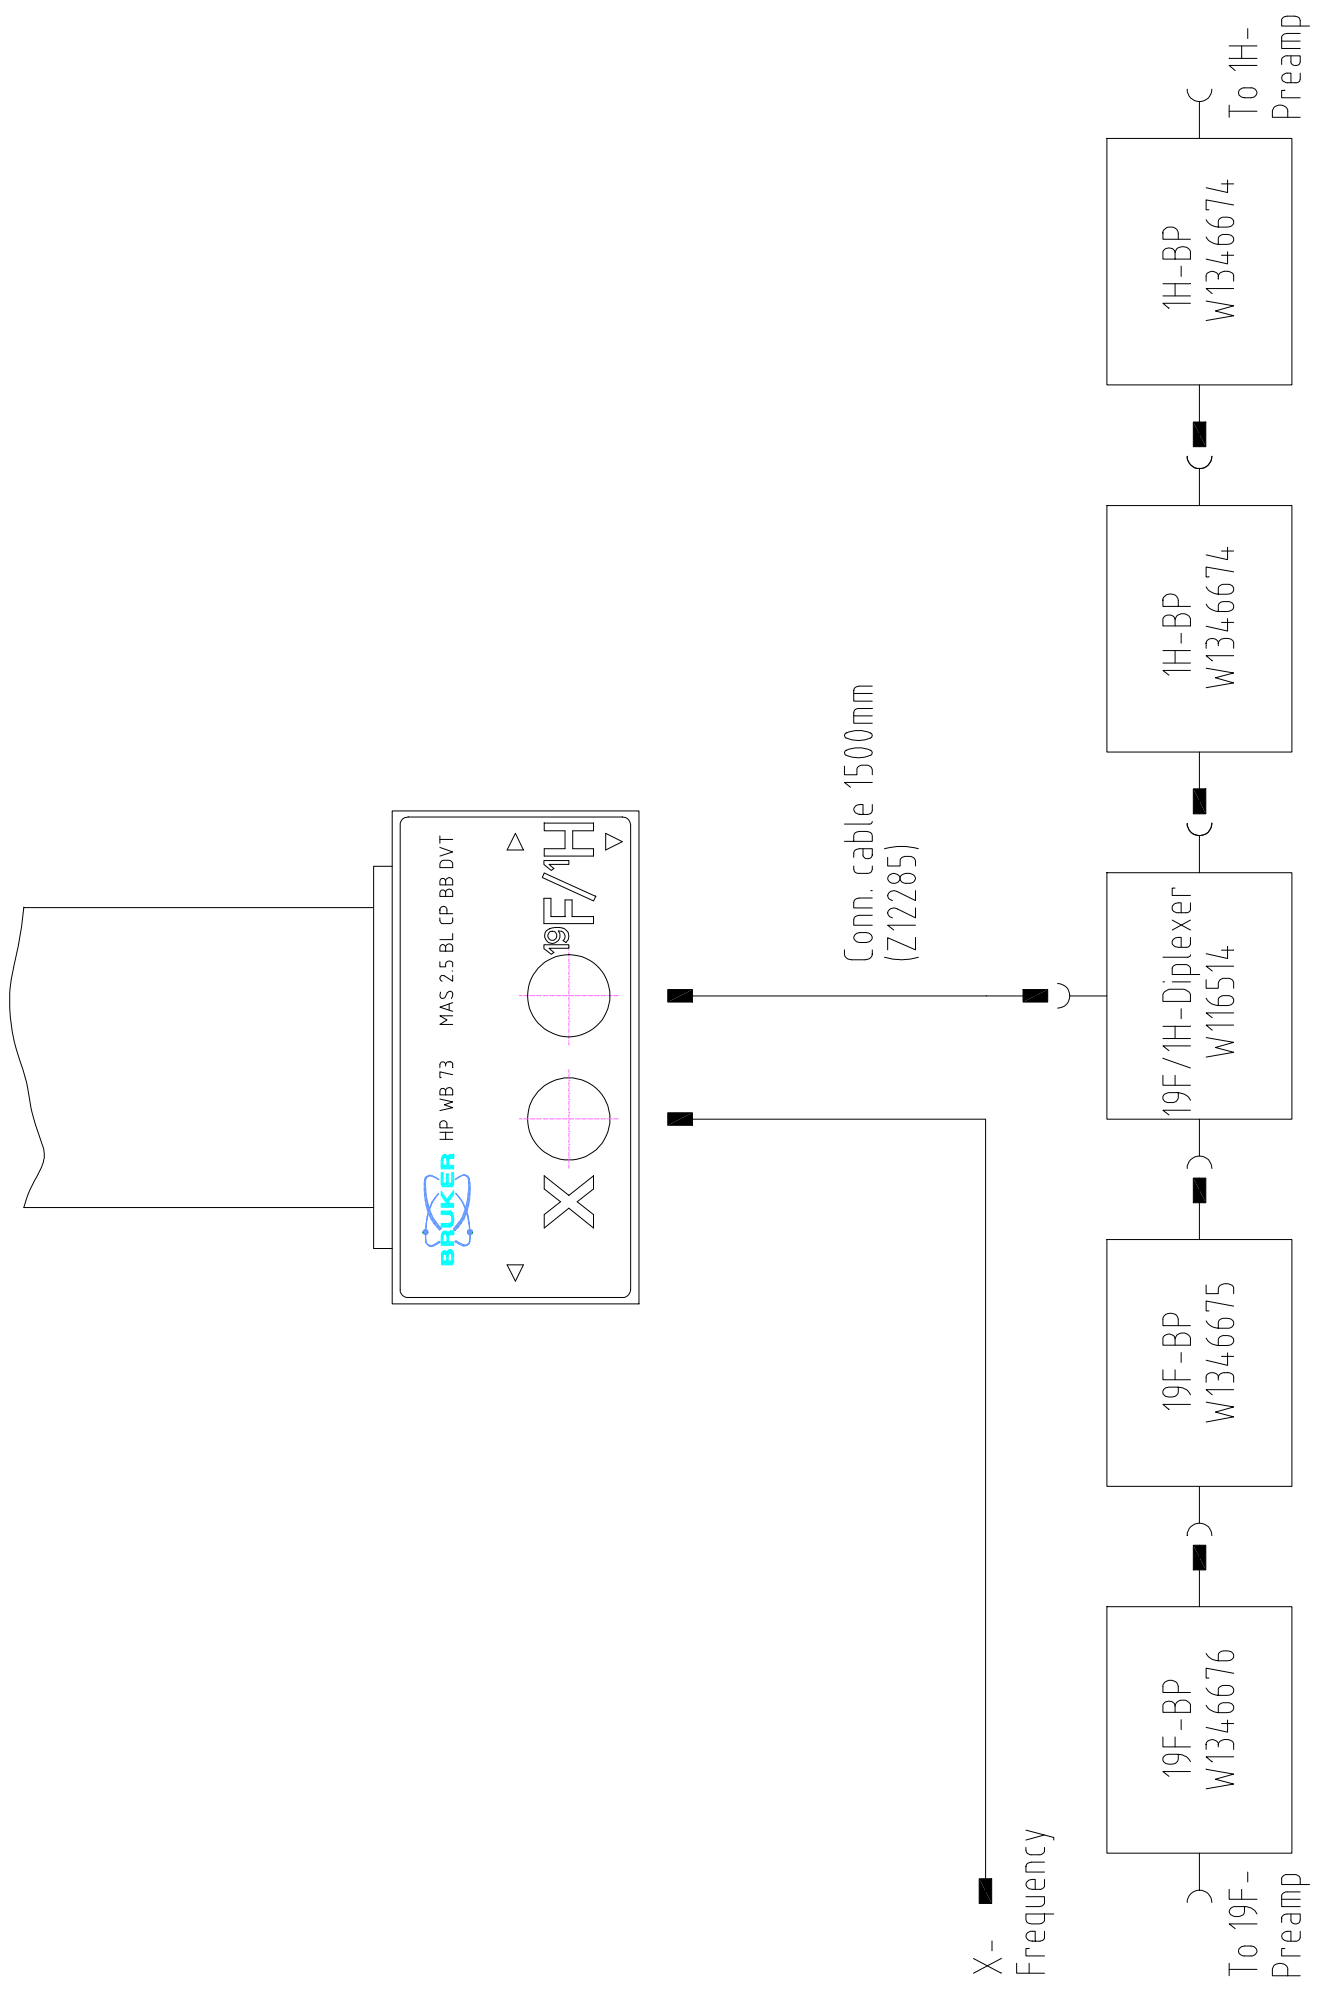 BRUKER HP WB 73 MAS 2.5 BL CP BB DVT
X
19F/1H
Conn. cable 1500mm
(Z12285)
X-
Frequency
To 19F-
Preamp
19F-BP
W1346676
19F-BP
W1346675
19F/1H-Diplexer
W116514
1H-BP
W1346674
1H-BP
W1346674
To 1H-
Preamp